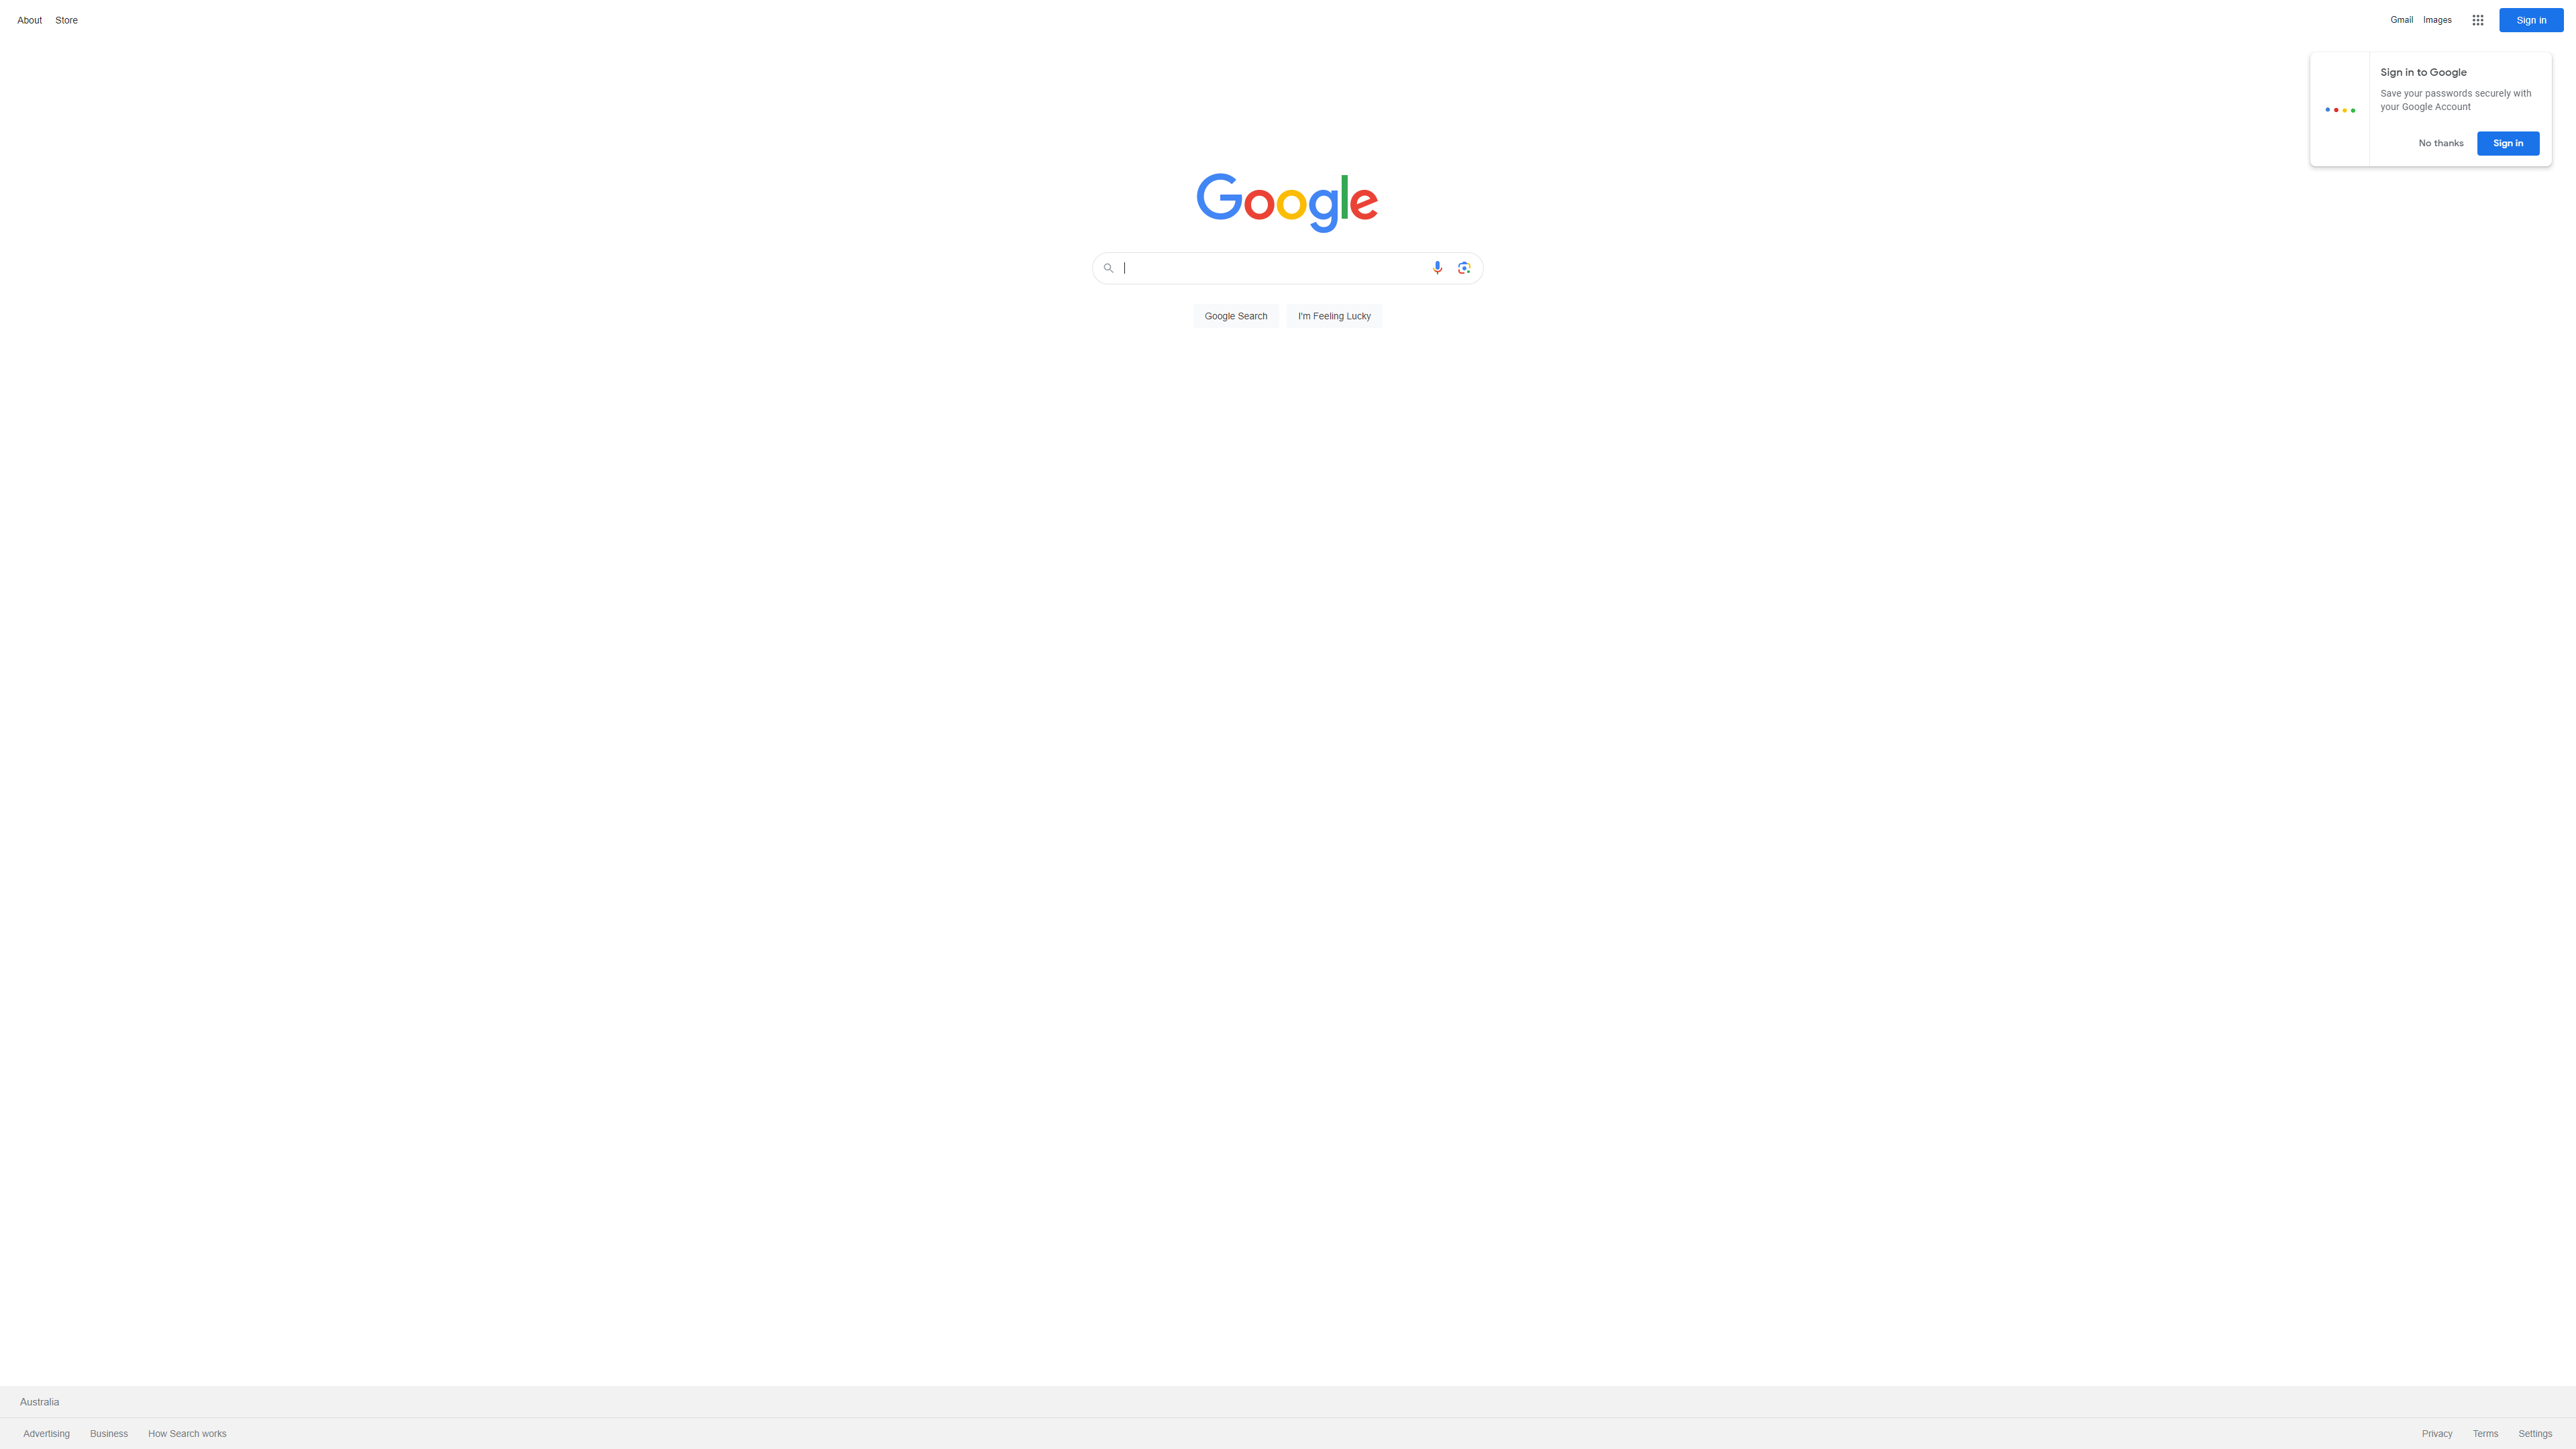 About Store Gmail Images Sign in
Sign in to Google
Save your passwords securely with
your Google Account
No thanks Sign in
Google
Google Search I'm Feeling Lucky
Australia
Advertising Business How Search works Privacy Terms Settings